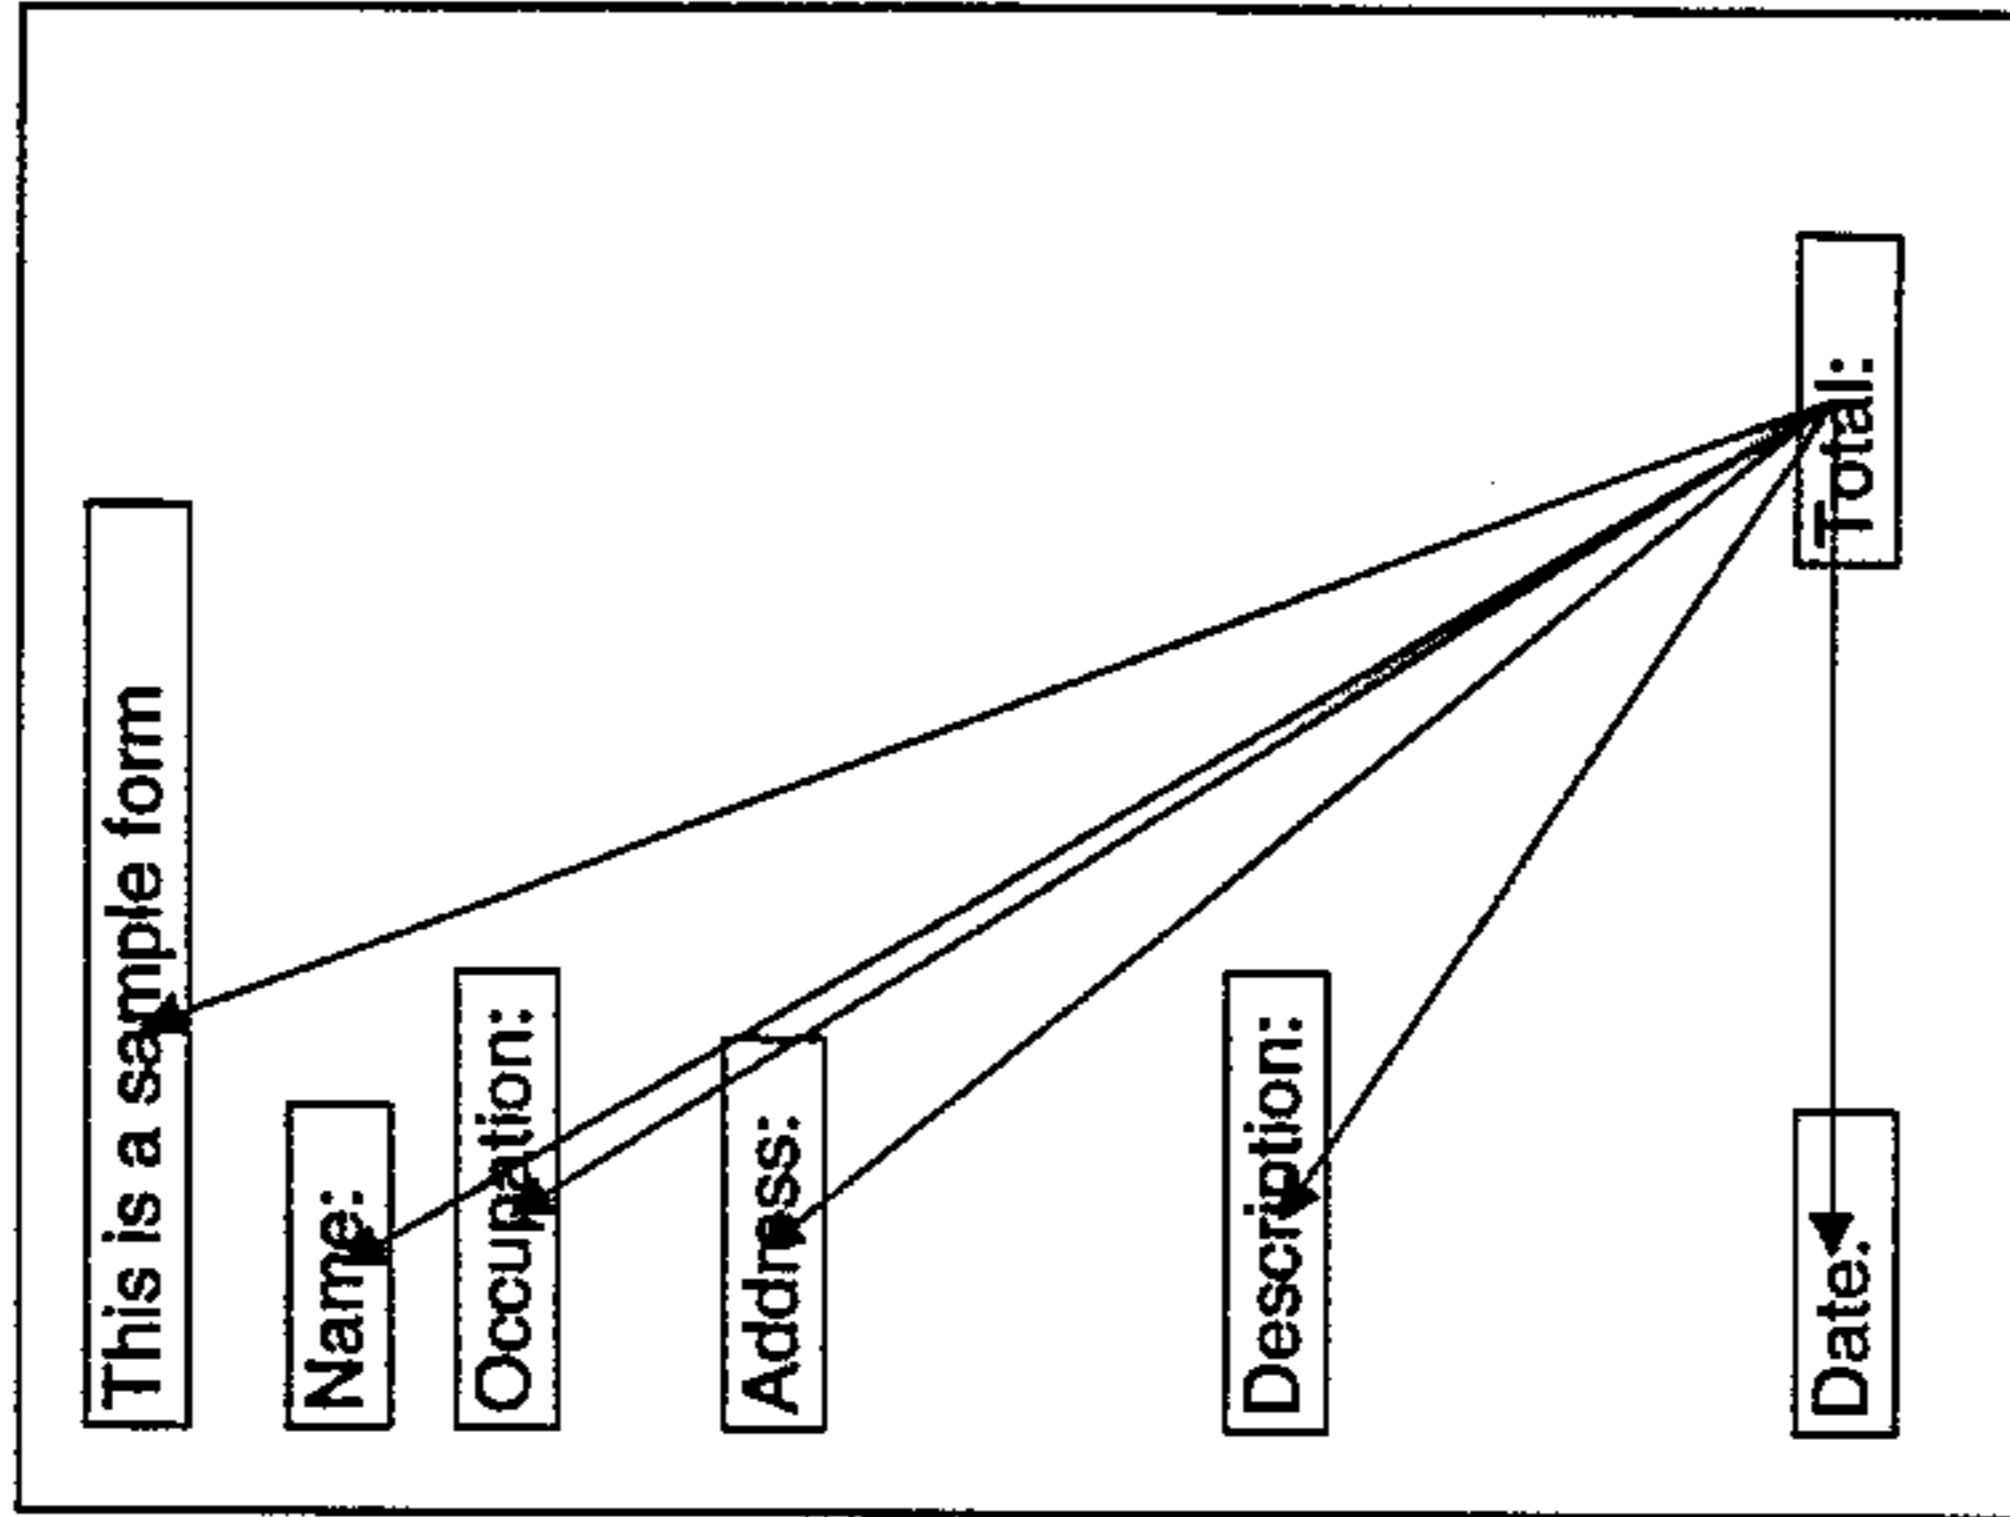 This is a sample form
Name:
Occupation:
Address:
Description:
Date: Total: